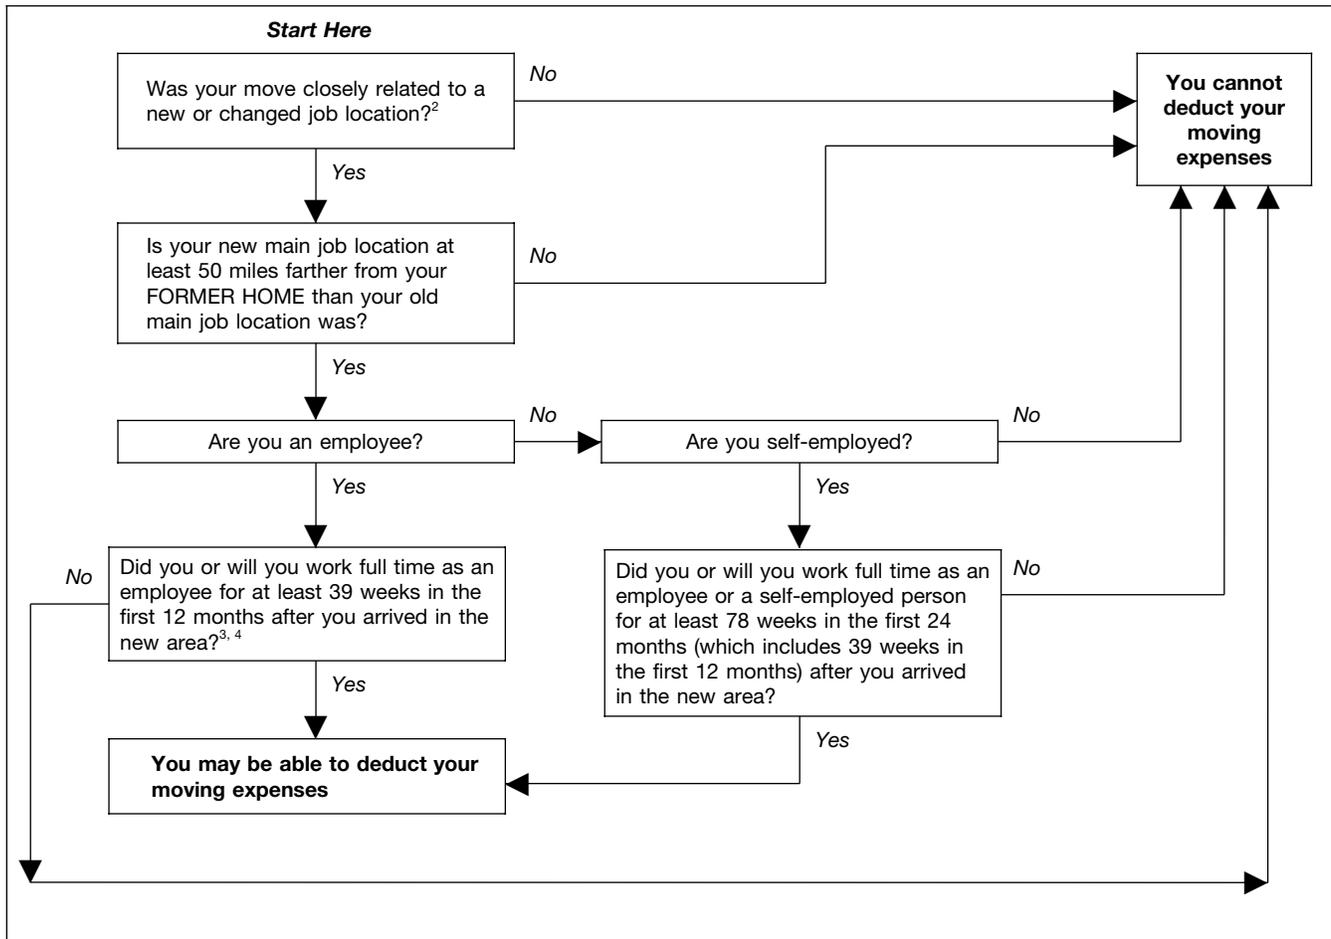 Start Here
Was your move closely related to a
new or changed job location?2
No
You cannot
deduct your
moving
expenses
Yes
Is your new main job location at
least 50 miles farther from your
FORMER HOME than your old
main job location was?
No
Yes
Are you an employee?
No
Are you self-employed?
No
Yes
Yes
No
Did you or will you work full time as an
employee for at least 39 weeks in the
first 12 months after you arrived in the
new area?3, 4
Did you or will you work full time as an
employee or a self-employed person
for at least 78 weeks in the first 24
months (which includes 39 weeks in
the first 12 months) after you arrived
in the new area?
No
Yes
Yes
You may be able to deduct your
moving expenses